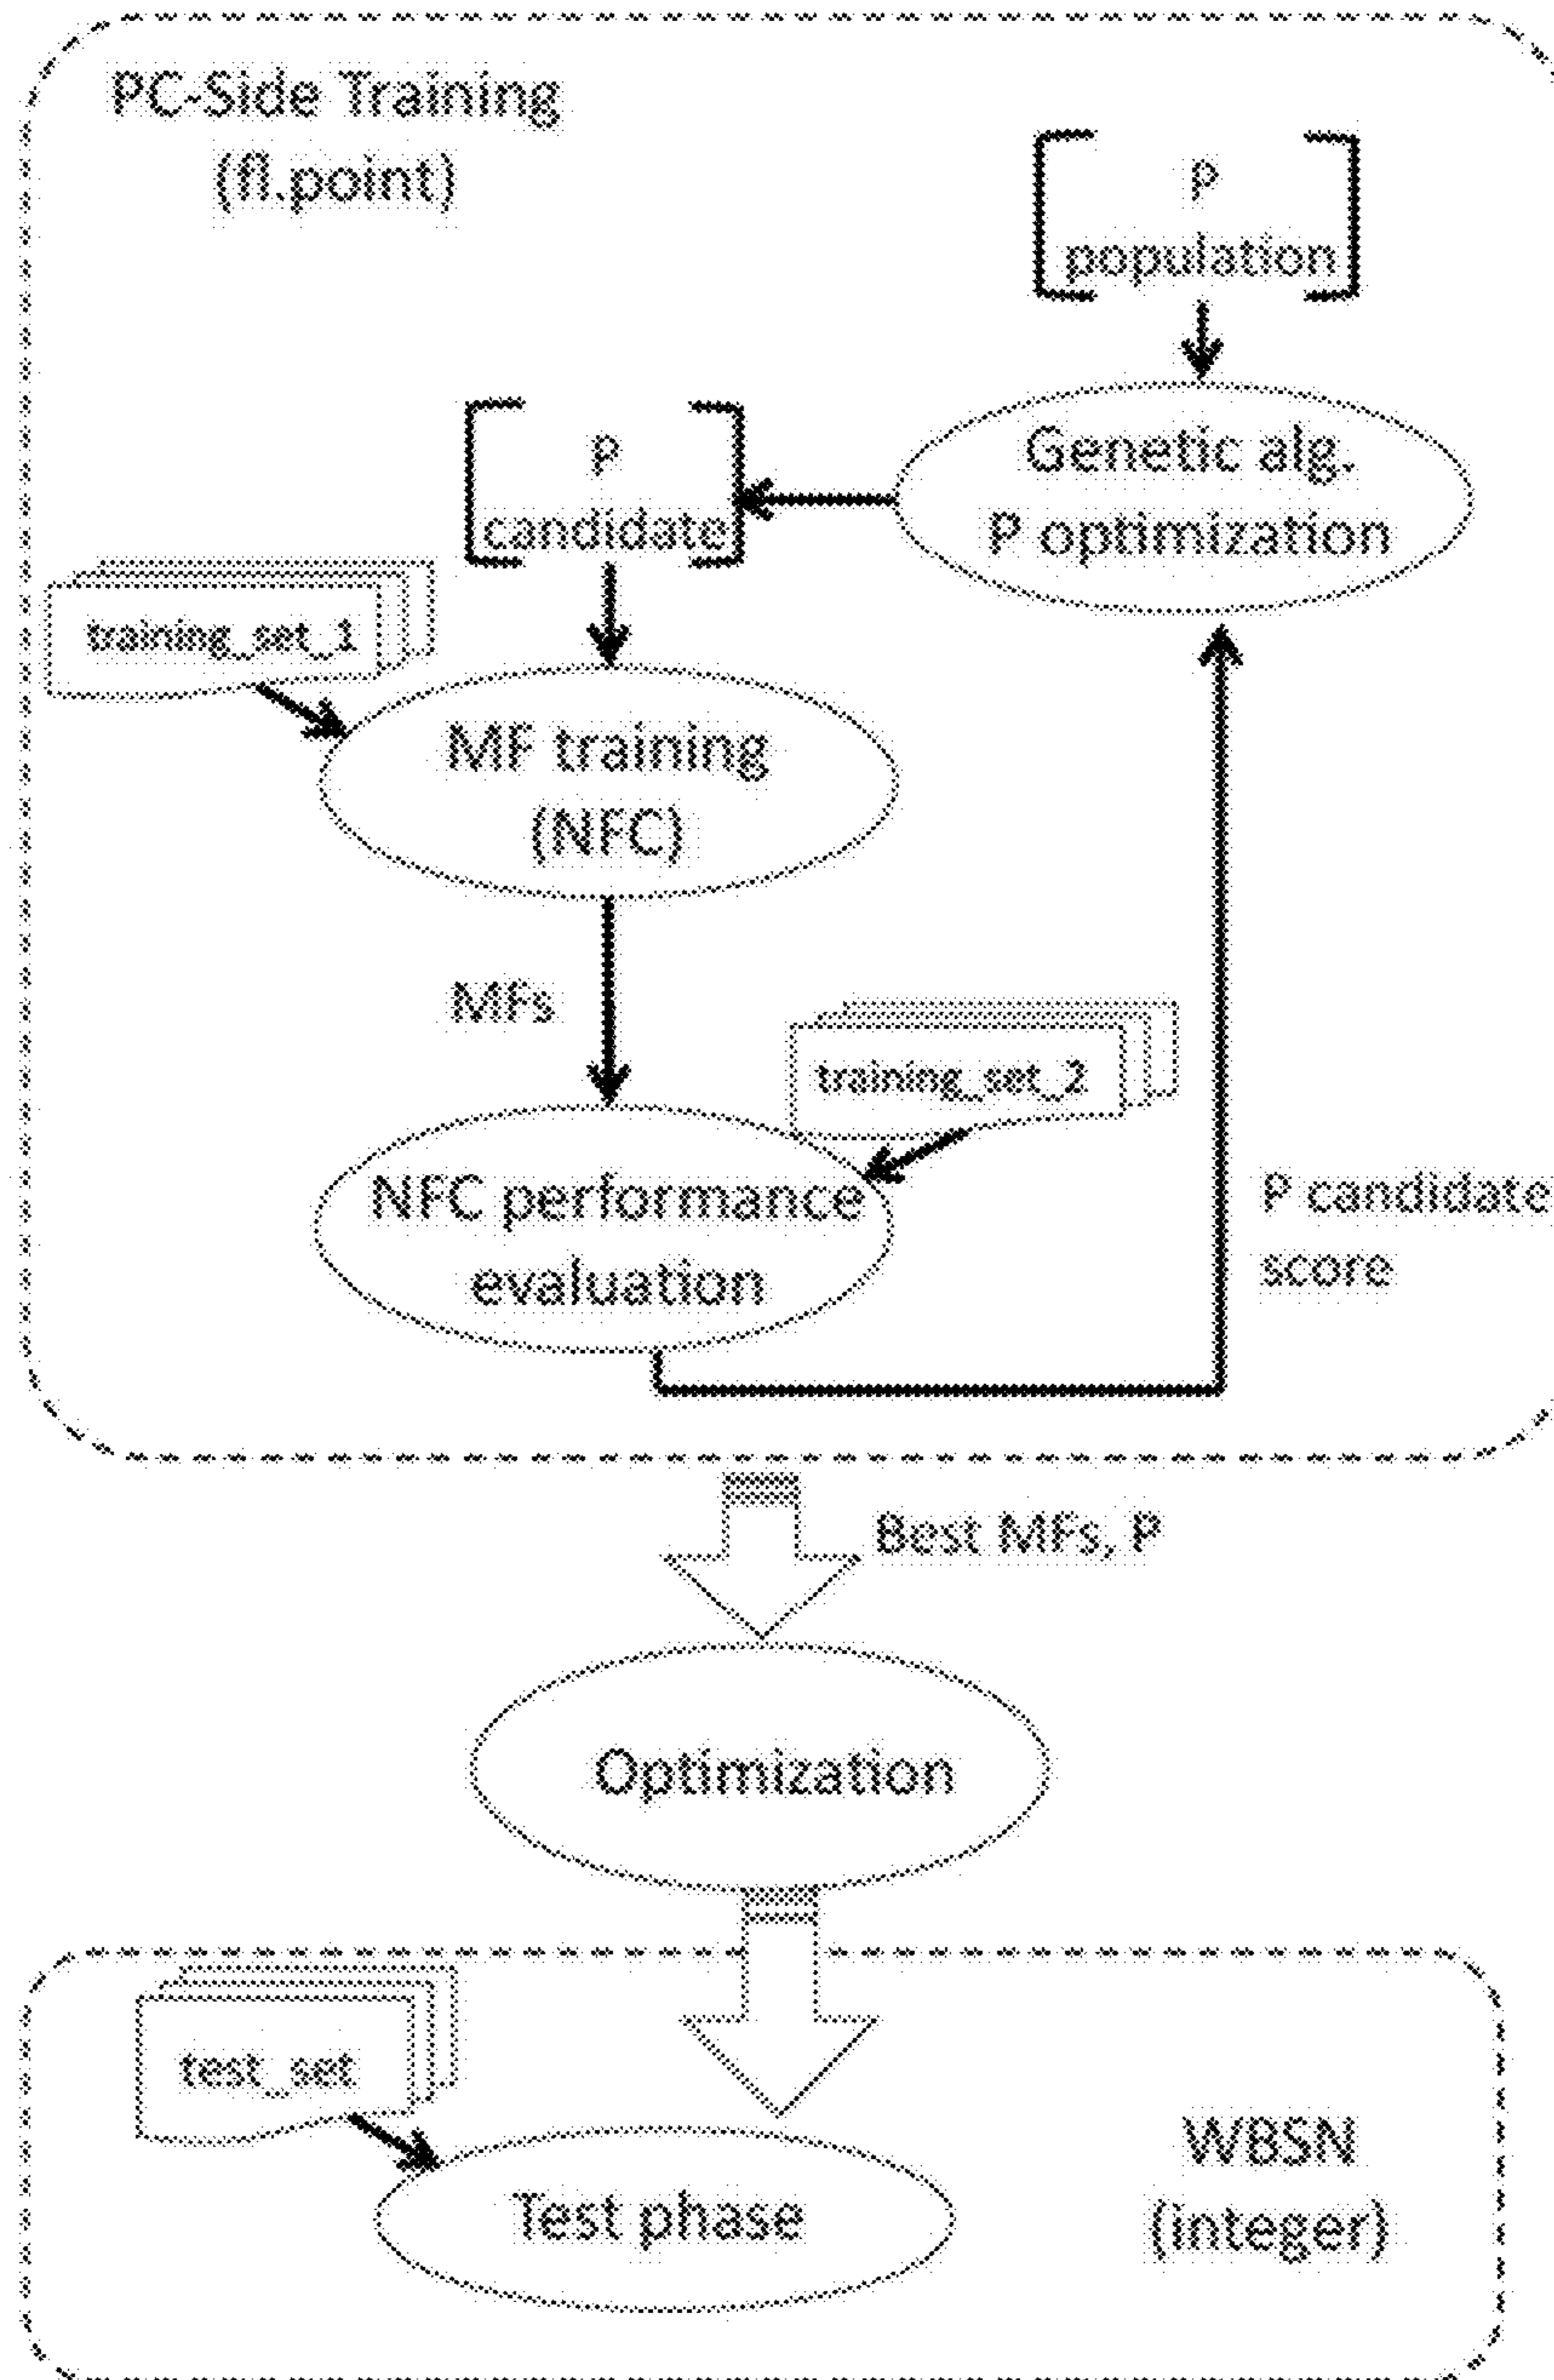 PC-Side Training
(fl.point)
P
population
Genetic alg.
P optimization
P
candidate
training_set_1
MF training
(NFC)
MFs
training_set_2
NFC performance
evaluation
P candidate
score
Best MFs, P
Optimization
test_set
Test phase
WBSN
(integer)